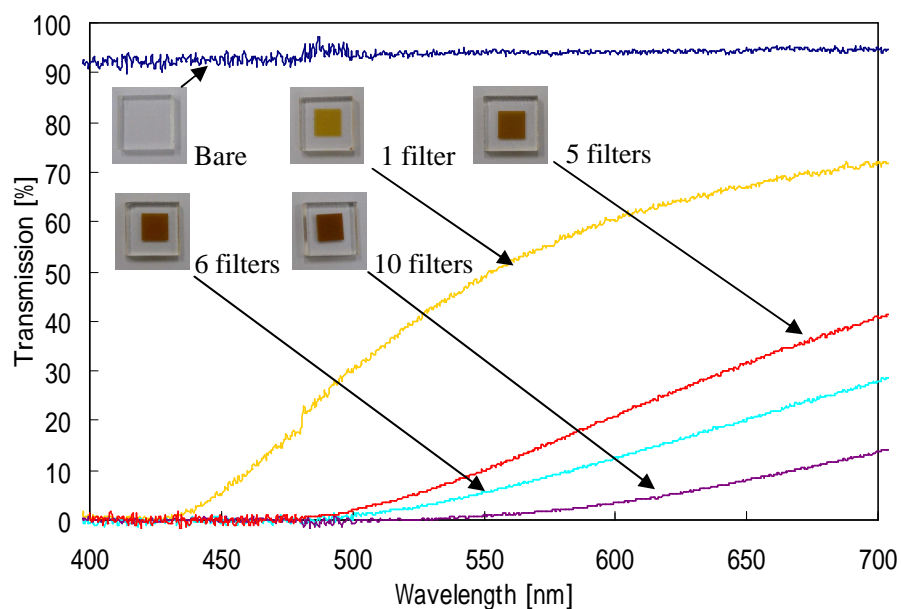 100
90
80
70
60
50
40
30
20
10
0
Transmission [%]
Bare
1 filter
5 filters
6 filters
10 filters
400 450 500 550 600 650 700
Wavelength [nm]